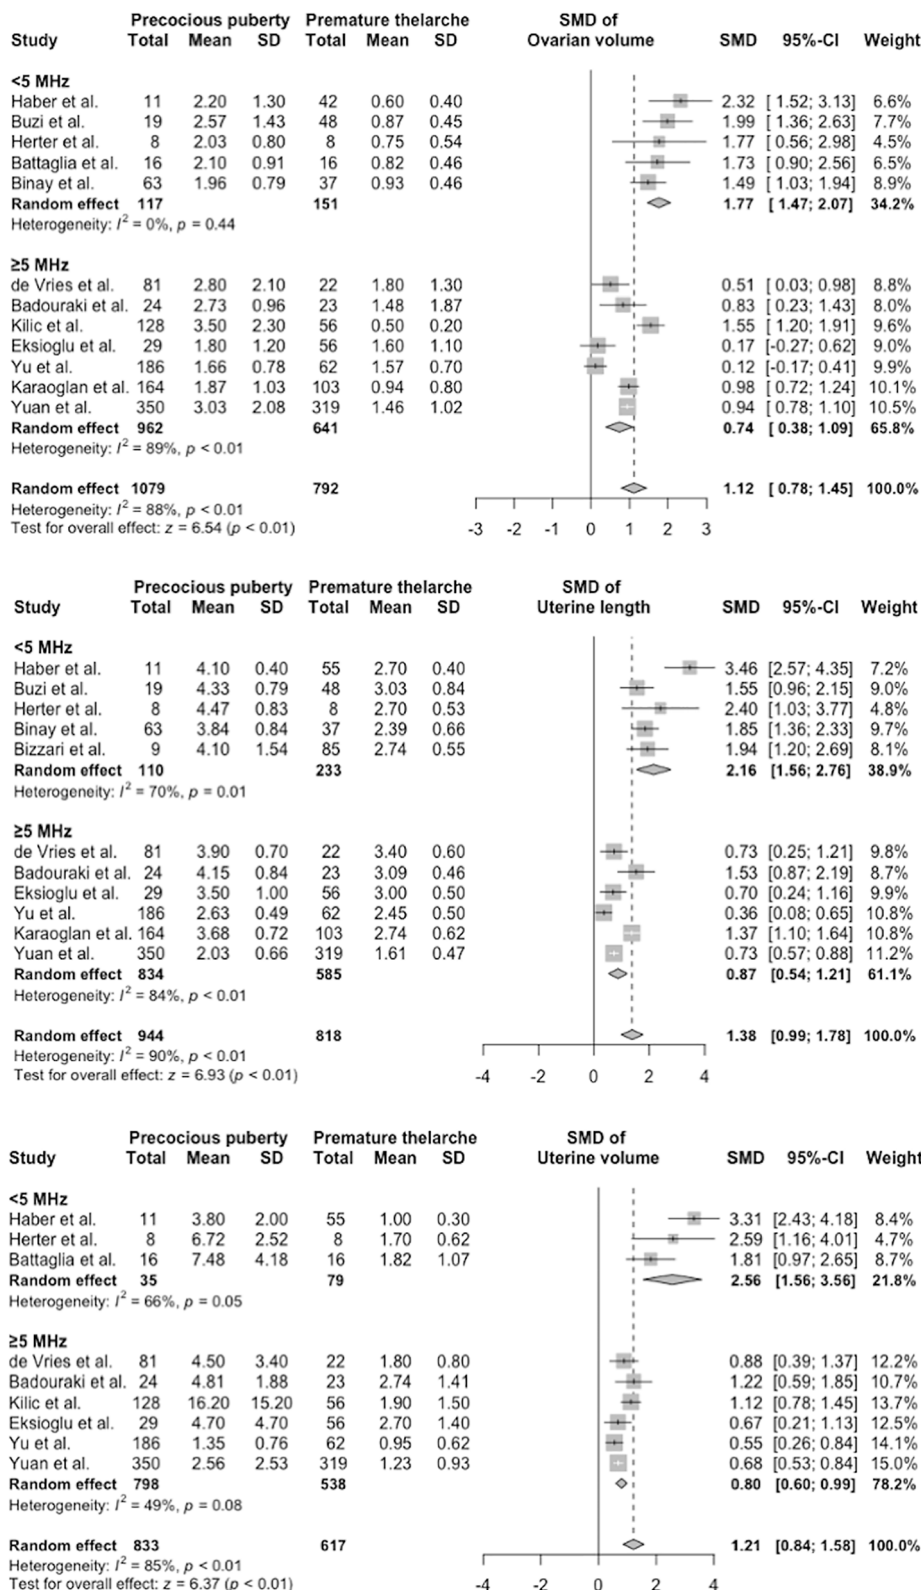 Precocious puberty Premature thelarche SMD of
Study Total Mean SD Total Mean SD Ovarian volume SMD 95%-CI Weight
<5 MHz
Haber et al. 11 2.20 1.30 42 0.60 0.40 2.32 [ 1.52; 3.13] 6.6%
Buzi et al. 19 2.57 1.43 48 0.87 0.45 1.99 [ 1.36; 2.63] 7.7%
Herter et al. 8 2.03 0.80 8 0.75 0.54 1.77 [ 0.56; 2.98] 4.5%
Battaglia et al. 16 2.10 0.91 16 0.82 0.46 1.73 [ 0.90; 2.56] 6.5%
Binay et al. 63 1.96 0.79 37 0.93 0.46 1.49 [ 1.03; 1.94] 8.9%
Random effect 117 151 1.77 [ 1.47; 2.07] 34.2%
Heterogeneity: I² = 0%, p = 0.44
≥5 MHz
de Vries et al. 81 2.80 2.10 22 1.80 1.30 0.51 [ 0.03; 0.98] 8.8%
Badouraki et al. 24 2.73 0.96 23 1.48 1.87 0.83 [ 0.23; 1.43] 8.0%
Kilic et al. 128 3.50 2.30 56 0.50 0.20 1.55 [ 1.20; 1.91] 9.6%
Eksioglu et al. 29 1.80 1.20 56 1.60 1.10 0.17 [-0.27; 0.62] 9.0%
Yu et al. 186 1.66 0.78 62 1.57 0.70 0.12 [-0.17; 0.41] 9.9%
Karaoglan et al. 164 1.87 1.03 103 0.94 0.80 0.98 [ 0.72; 1.24] 10.1%
Yuan et al. 350 3.03 2.08 319 1.46 1.02 0.94 [ 0.78; 1.10] 10.5%
Random effect 962 641 0.74 [ 0.38; 1.09] 65.8%
Heterogeneity: I² = 89%, p < 0.01
Random effect 1079 792 1.12 [ 0.78; 1.45] 100.0%
Heterogeneity: I² = 88%, p < 0.01
Test for overall effect: z = 6.54 (p < 0.01) -3 -2 -1 0 1 2 3
Precocious puberty Premature thelarche SMD of
Study Total Mean SD Total Mean SD Uterine length SMD 95%-CI Weight
<5 MHz
Haber et al. 11 4.10 0.40 55 2.70 0.40 3.46 [2.57; 4.35] 7.2%
Buzi et al. 19 4.33 0.79 48 3.03 0.84 1.55 [0.96; 2.15] 9.0%
Herter et al. 8 4.47 0.83 8 2.70 0.53 2.40 [1.03; 3.77] 4.8%
Binay et al. 63 3.84 0.84 37 2.39 0.66 1.85 [1.36; 2.33] 9.7%
Bizzari et al. 9 4.10 1.54 85 2.74 0.55 1.94 [1.20; 2.69] 8.1%
Random effect 110 233 2.16 [1.56; 2.76] 38.9%
Heterogeneity: I² = 70%, p = 0.01
≥5 MHz
de Vries et al. 81 3.90 0.70 22 3.40 0.60 0.73 [0.25; 1.21] 9.8%
Badouraki et al. 24 4.15 0.84 23 3.09 0.46 1.53 [0.87; 2.19] 8.7%
Eksioglu et al. 29 3.50 1.00 56 3.00 0.50 0.70 [0.24; 1.16] 9.9%
Yu et al. 186 2.63 0.49 62 2.45 0.50 0.36 [0.08; 0.65] 10.8%
Karaoglan et al. 164 3.68 0.72 103 2.74 0.62 1.37 [1.10; 1.64] 10.8%
Yuan et al. 350 2.03 0.66 319 1.61 0.47 0.73 [0.57; 0.88] 11.2%
Random effect 834 585 0.87 [0.54; 1.21] 61.1%
Heterogeneity: I² = 84%, p < 0.01
Random effect 944 818 1.38 [0.99; 1.78] 100.0%
Heterogeneity: I² = 90%, p < 0.01
Test for overall effect: z = 6.93 (p < 0.01) -4 -2 0 2 4
Precocious puberty Premature thelarche SMD of
Study Total Mean SD Total Mean SD Uterine volume SMD 95%-CI Weight
<5 MHz
Haber et al. 11 3.80 2.00 55 1.00 0.30 3.31 [2.43; 4.18] 8.4%
Herter et al. 8 6.72 2.52 8 1.70 0.62 2.59 [1.16; 4.01] 4.7%
Battaglia et al. 16 7.48 4.18 16 1.82 1.07 1.81 [0.97; 2.65] 8.7%
Random effect 35 79 2.56 [1.56; 3.56] 21.8%
Heterogeneity: I² = 66%, p = 0.05
≥5 MHz
de Vries et al. 81 4.50 3.40 22 1.80 0.80 0.88 [0.39; 1.37] 12.2%
Badouraki et al. 24 4.81 1.88 23 2.74 1.41 1.22 [0.59; 1.85] 10.7%
Kilic et al. 128 16.20 15.20 56 1.90 1.50 1.12 [0.78; 1.45] 13.7%
Eksioglu et al. 29 4.70 4.70 56 2.70 1.40 0.67 [0.21; 1.13] 12.5%
Yu et al. 186 1.35 0.76 62 0.95 0.62 0.55 [0.26; 0.84] 14.1%
Yuan et al. 350 2.56 2.53 319 1.23 0.93 0.68 [0.53; 0.84] 15.0%
Random effect 798 538 0.80 [0.60; 0.99] 78.2%
Heterogeneity: I² = 49%, p = 0.08
Random effect 833 617 1.21 [0.84; 1.58] 100.0%
Heterogeneity: I² = 85%, p < 0.01
Test for overall effect: z = 6.37 (p < 0.01) -4 -2 0 2 4